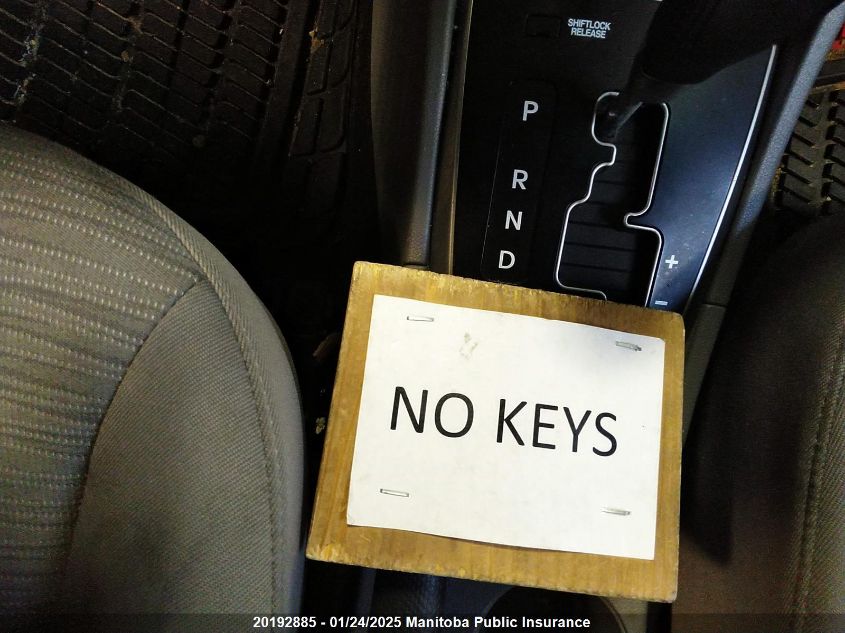 SHIFTLOCK
RELEASE
P
R
N
D
+
−
NO KEYS
20192885 - 01/24/2025 Manitoba Public Insurance